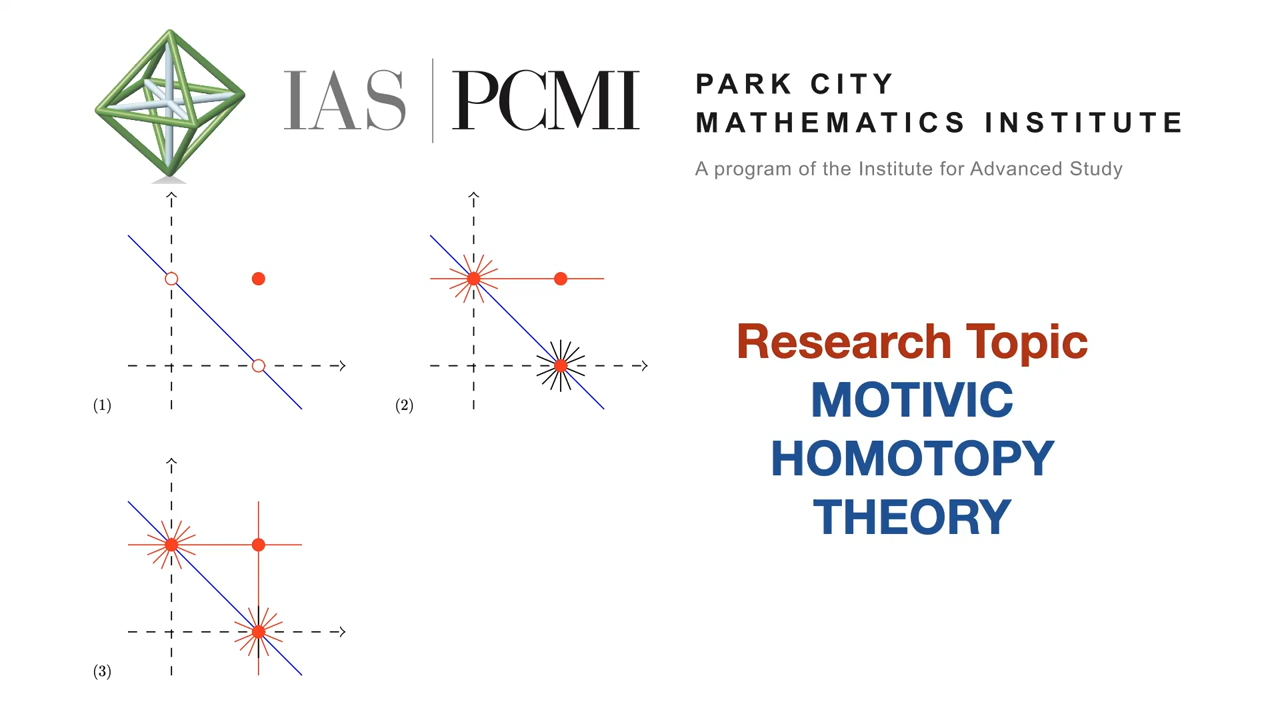 IAS | PCMI
PARK CITY
MATHEMATICS INSTITUTE
A program of the Institute for Advanced Study
(1)
(2)
(3)
Research Topic
MOTIVIC
HOMOTOPY
THEORY